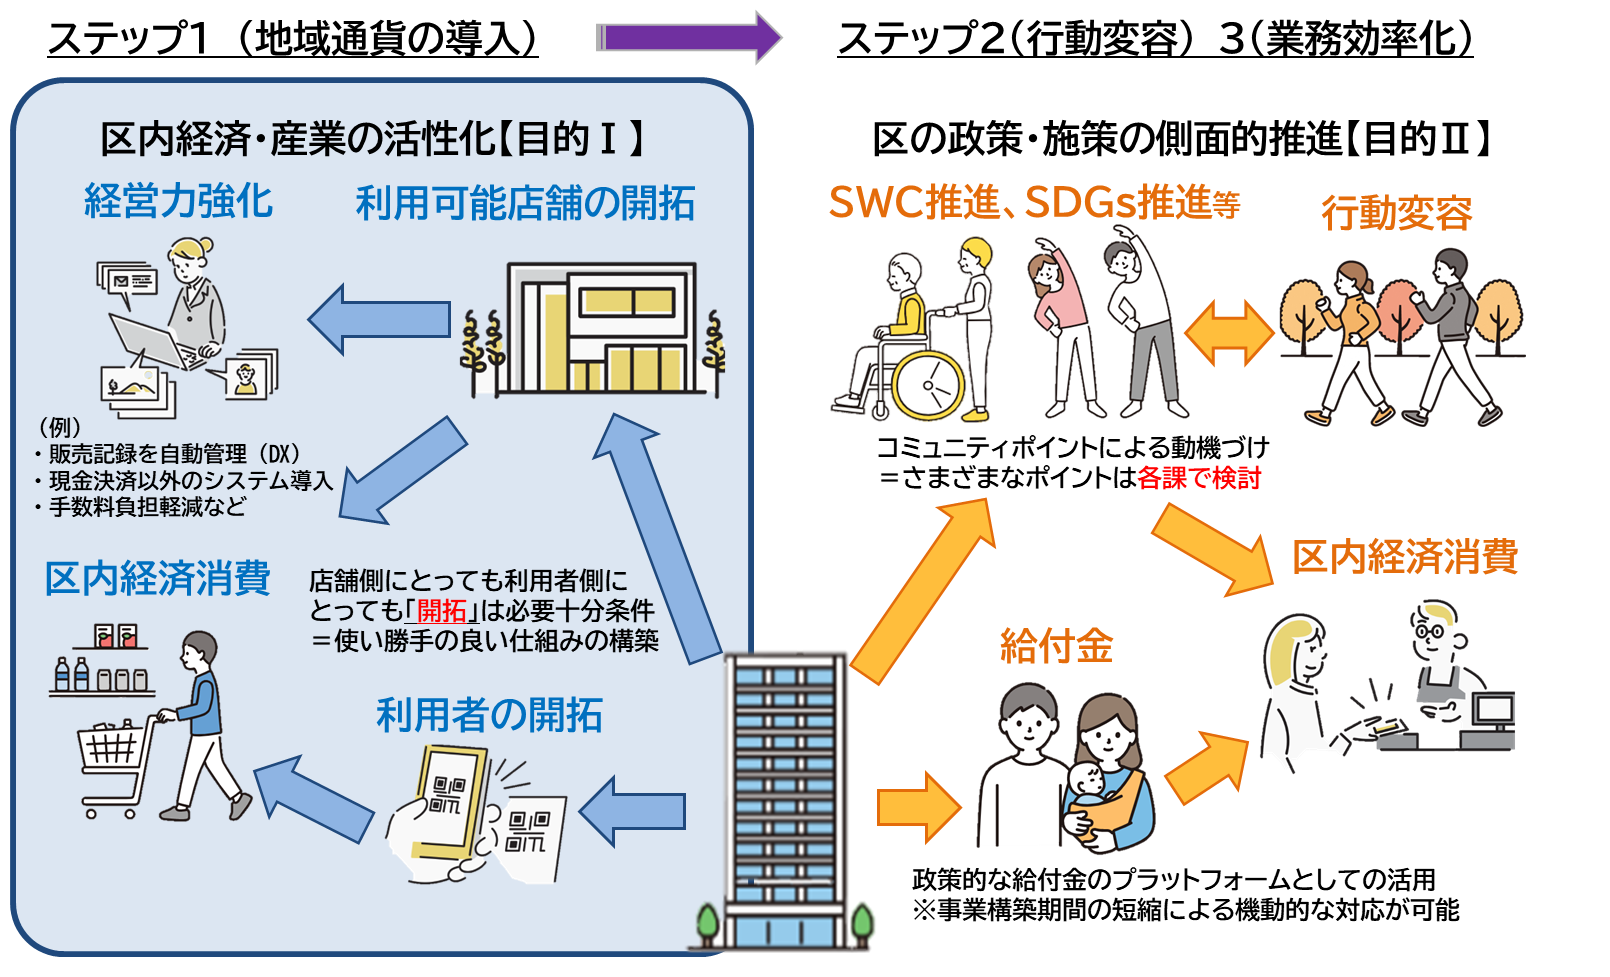 ステップ1（地域通貨の導入）
ステップ2（行動変容）3（業務効率化）
区内経済・産業の活性化【目的Ⅰ】
経営力強化
利用可能店舗の開拓
（例）
・販売記録を自動管理（DX）
・現金決済以外のシステム導入
・手数料負担軽減など
区内経済消費
店舗側にとっても利用者側に
とっても「開拓」は必要十分条件
＝使い勝手の良い仕組みの構築
利用者の開拓
区の政策・施策の側面的推進【目的Ⅱ】
SWC推進、SDGs推進等
行動変容
コミュニティポイントによる動機づけ
＝さまざまなポイントは各課で検討
区内経済消費
給付金
政策的な給付金のプラットフォームとしての活用
※事業構築期間の短縮による機動的な対応が可能